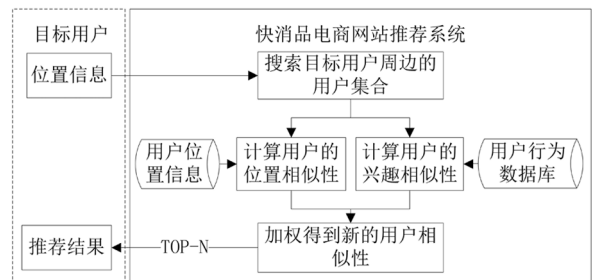 目标用户
快消品电商网站推荐系统
位置信息
搜索目标用户周边的
用户集合
用户位
置信息
计算用户的
位置相似性
计算用户的
兴趣相似性
用户行为
数据库
推荐结果
TOP-N
加权得到新的用户相
似性